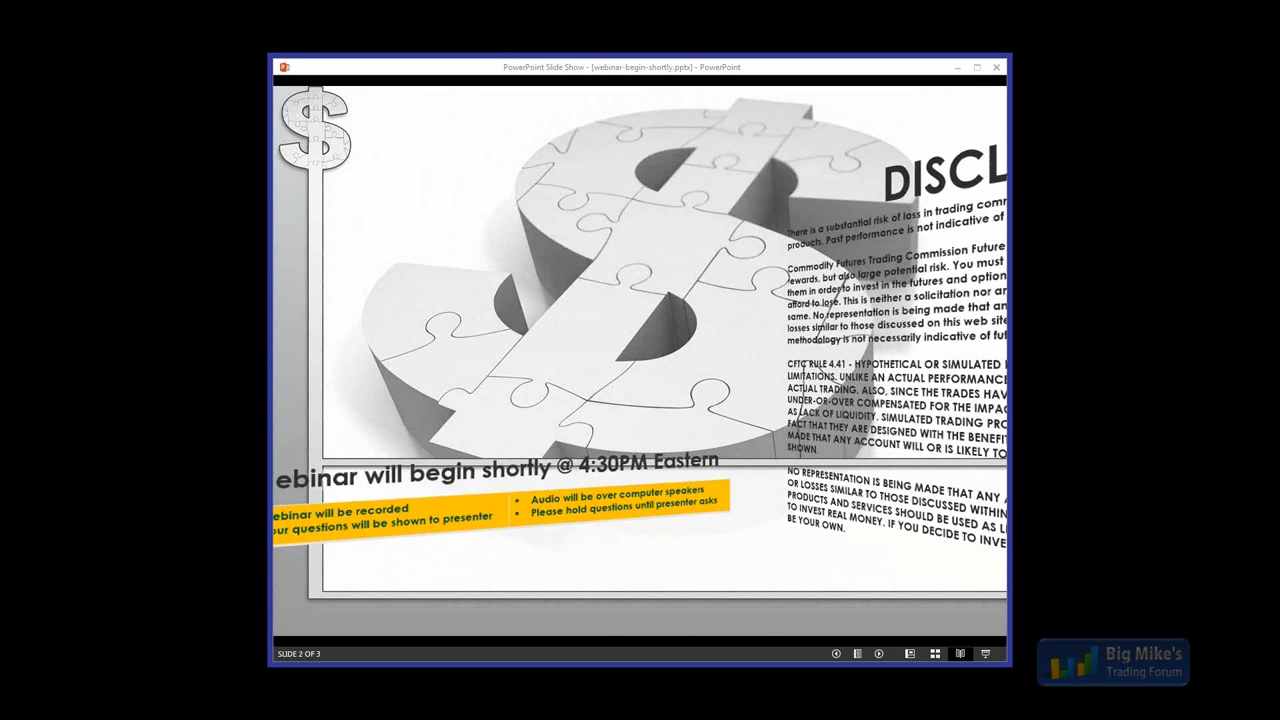 PowerPoint Slide Show - [webinar-begin-shortly.pptx] - PowerPoint
DISCL
There is a substantial risk of loss in trading comm
products. Past performance is not indicative of
Commodity Futures Trading Commission Future
rewards, but also large potential risk. You must
them in order to invest in the futures and option
afford to lose. This is neither a solicitation nor
same. No representation is being made that
losses similar to those discussed on this web site
methodology is not necessarily indicative of fut
CFTC RULE 4.41 - HYPOTHETICAL OR SIMULATED
LIMITATIONS. UNLIKE AN ACTUAL PERFORMANCE
ACTUAL TRADING. ALSO, SINCE THE TRADES HAV
UNDER-OR-OVER COMPENSATED FOR THE IMPAC
AS LACK OF LIQUIDITY. SIMULATED TRADING PRO
FACT THAT THEY ARE DESIGNED WITH THE BENEFIT
MADE THAT ANY ACCOUNT WILL OR IS LIKELY TO
SHOWN.
NO REPRESENTATION IS BEING MADE THAT ANY
OR LOSSES SIMILAR TO THOSE DISCUSSED WITHIN
PRODUCTS AND SERVICES SHOULD BE USED AS
TO INVEST REAL MONEY. IF YOU DECIDE TO INVE
BE YOUR OWN.
ebinar will begin shortly @ 4:30PM Eastern
ebinar will be recorded
our questions will be shown to presenter
• Audio will be over computer speakers
• Please hold questions until presenter asks
SLIDE 2 OF 3
Big Mike's
Trading Forum